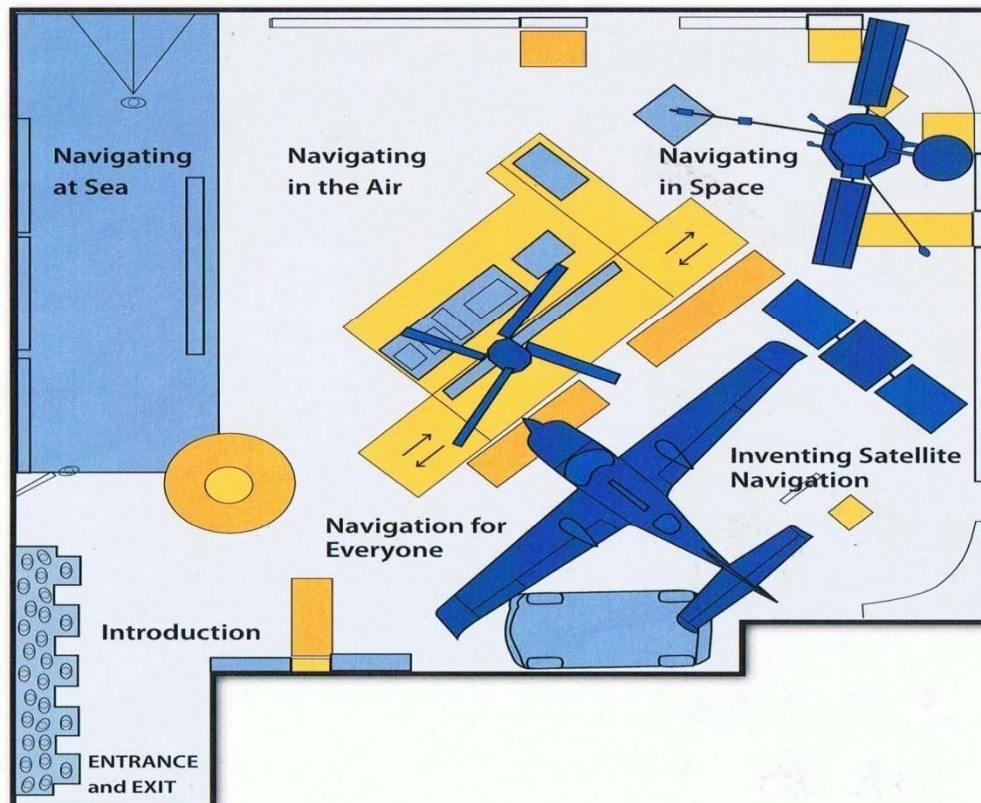 Navigating
at Sea
Navigating
in the Air
Navigating
in Space
Inventing Satellite
Navigation
Navigation for
Everyone
Introduction
ENTRANCE
and EXIT